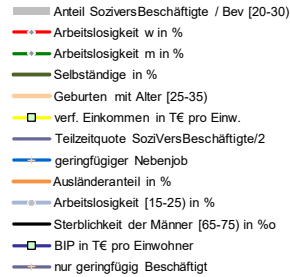 Anteil SoziversBeschäftigte / Bev [20-30)
Arbeitslosigkeit w in %
Arbeitslosigkeit m in %
Selbständige in %
Geburten mit Alter [25-35)
verf. Einkommen in T€ pro Einw.
Teilzeitquote SoziVersBeschäftigte/2
geringfügiger Nebenjob
Ausländeranteil in %
Arbeitslosigkeit [15-25) in %
Sterblichkeit der Männer [65-75) in %o
BIP in T€ pro Einwohner
nur geringfügig Beschäftigt